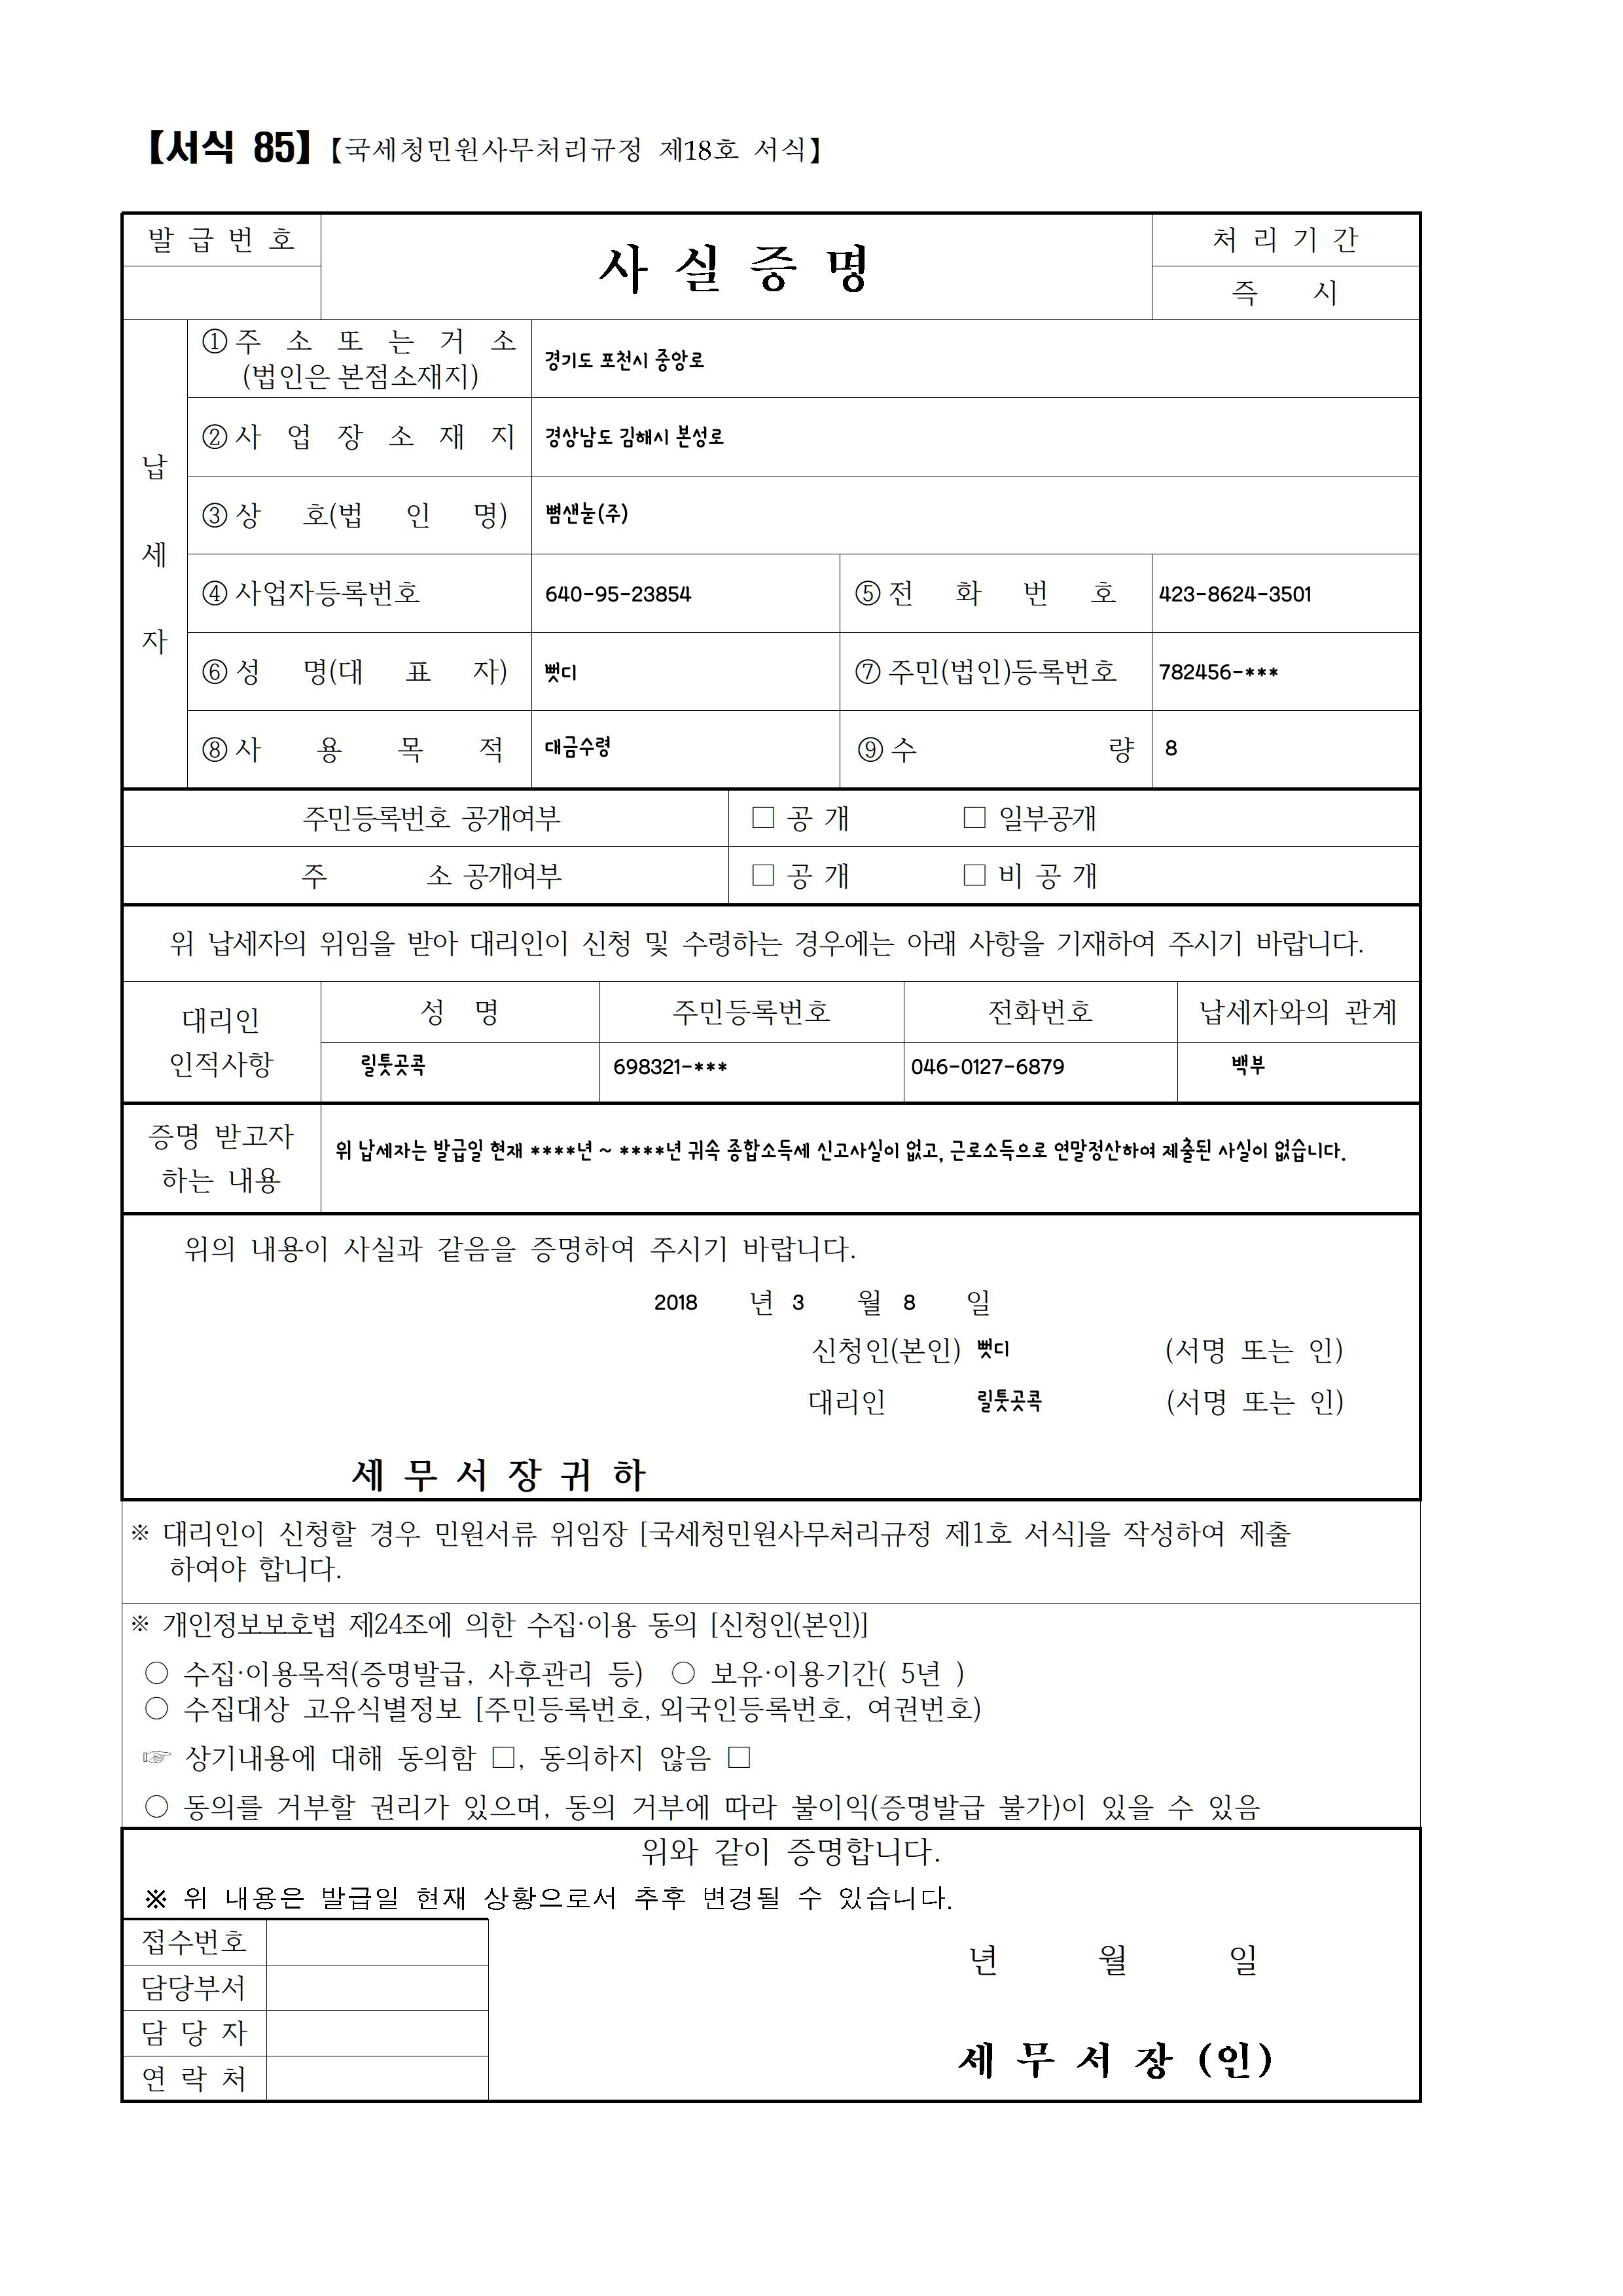 【서식 85】【국세청민원사무처리규정 제18호 서식】
발 급 번 호
사 실 증 명
처 리 기 간
즉 시
납 세 자
① 주 소 또 는 거 소
(법인은 본점소재지)
경기도 포천시 중앙로
② 사 업 장 소 재 지
경상남도 김해시 본성로
③ 상 호(법 인 명)
뼘샌눋(주)
④ 사업자등록번호
640-95-23854
⑤ 전 화 번 호
423-8624-3501
⑥ 성 명(대 표 자)
뻣디
⑦ 주민(법인)등록번호
782456-***
⑧ 사 용 목 적
대금수령
⑨ 수 량
8
주민등록번호 공개여부
□ 공 개 □ 일부공개
주 소 공개여부
□ 공 개 □ 비 공 개
위 납세자의 위임을 받아 대리인이 신청 및 수령하는 경우에는 아래 사항을 기재하여 주시기 바랍니다.
대리인
인적사항
성 명 주민등록번호 전화번호 납세자와의 관계
릴툿곳콕 698321-*** 046-0127-6879 백부
증명 받고자
하는 내용
위 납세자는 발급일 현재 ****년 ~ ****년 귀속 종합소득세 신고사실이 없고, 근로소득으로 연말정산하여 제출된 사실이 없습니다.
위의 내용이 사실과 같음을 증명하여 주시기 바랍니다.
2018 년 3 월 8 일
신청인(본인) 뻣디 (서명 또는 인)
대리인 릴툿곳콕 (서명 또는 인)
세 무 서 장 귀 하
※ 대리인이 신청할 경우 민원서류 위임장 [국세청민원사무처리규정 제1호 서식]을 작성하여 제출
하여야 합니다.
※ 개인정보보호법 제24조에 의한 수집·이용 동의 [신청인(본인)]
○ 수집·이용목적(증명발급, 사후관리 등) ○ 보유·이용기간( 5년 )
○ 수집대상 고유식별정보 [주민등록번호, 외국인등록번호, 여권번호)
☞ 상기내용에 대해 동의함 □, 동의하지 않음 □
○ 동의를 거부할 권리가 있으며, 동의 거부에 따라 불이익(증명발급 불가)이 있을 수 있음
위와 같이 증명합니다.
※ 위 내용은 발급일 현재 상황으로서 추후 변경될 수 있습니다.
접수번호
담당부서
담 당 자
연 락 처
년 월 일
세 무 서 장 (인)